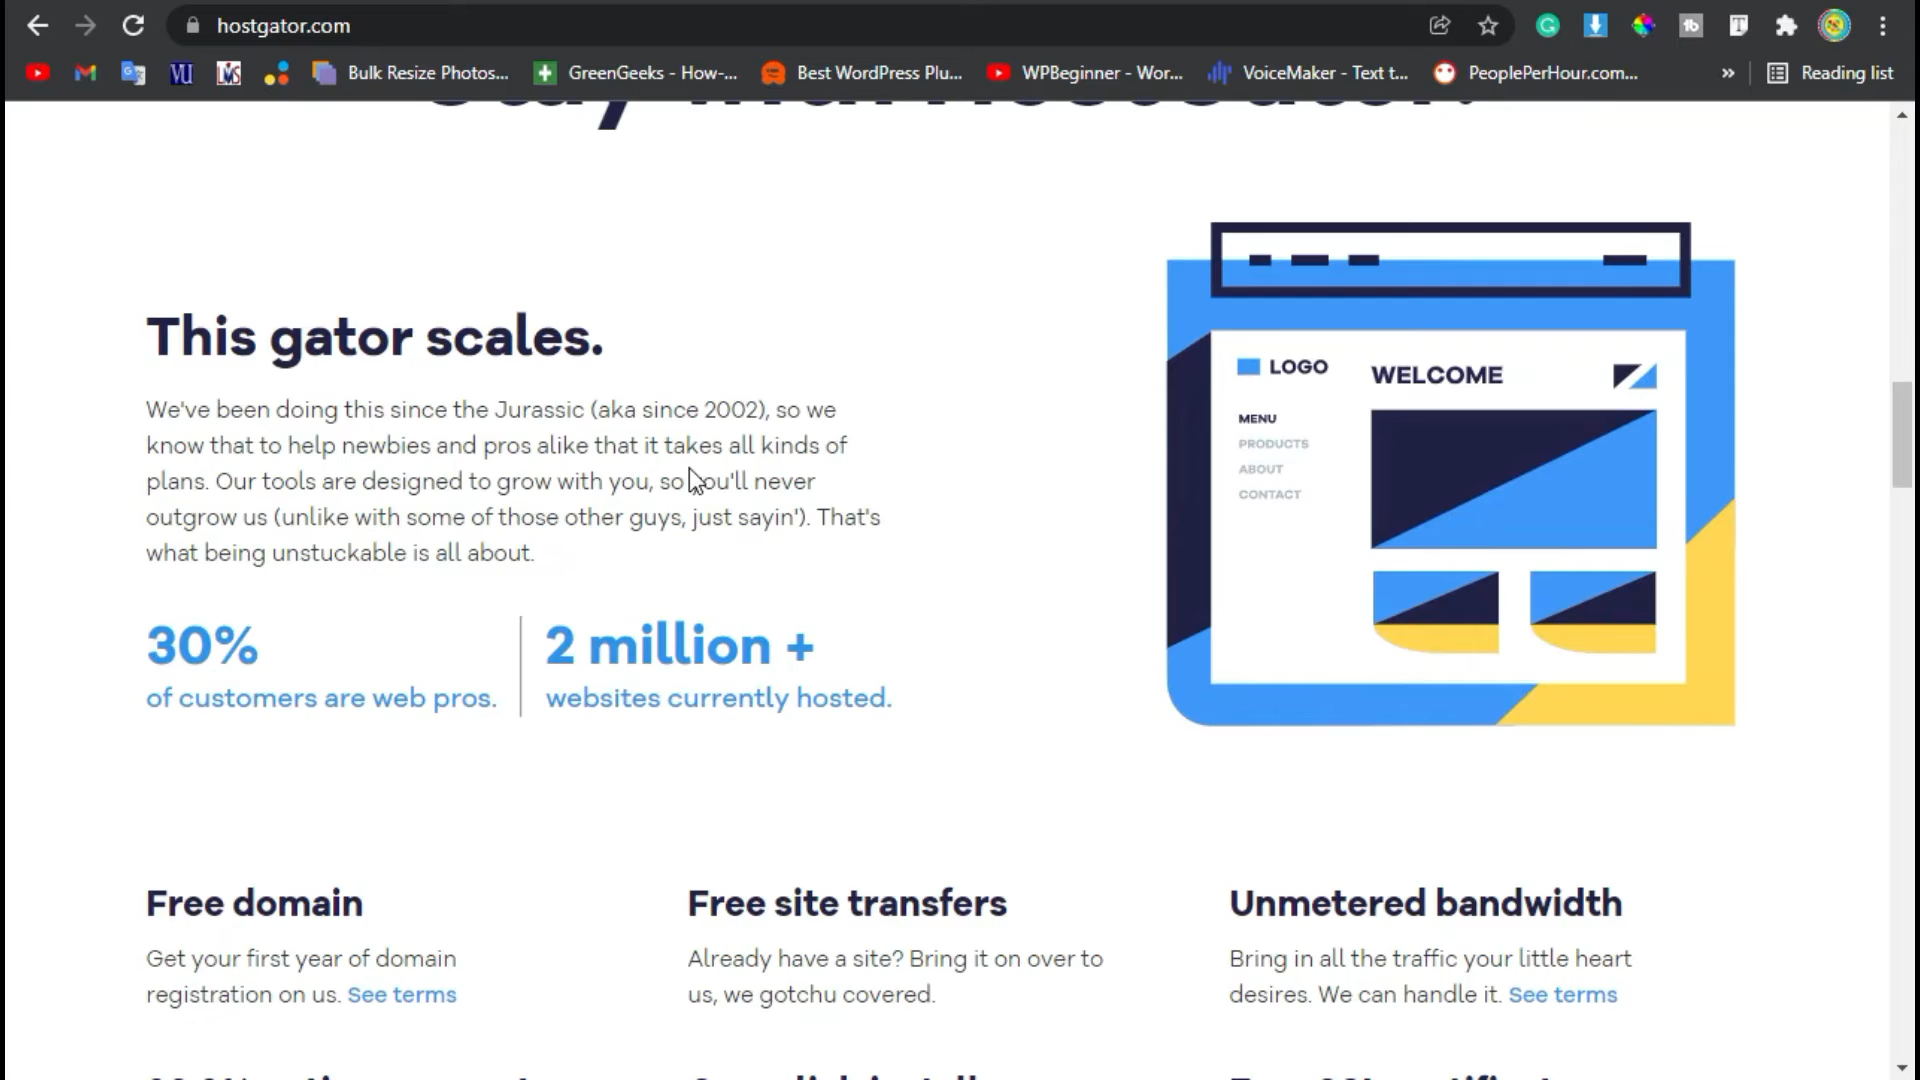 hostgator.com
Bulk Resize Photos...
GreenGeeks - How-...
Best WordPress Plu...
WPBeginner - Wor...
VoiceMaker - Text t...
PeoplePerHour.com...
»
Reading list
This gator scales.
We've been doing this since the Jurassic (aka since 2002), so we
know that to help newbies and pros alike that it takes all kinds of
plans. Our tools are designed to grow with you, so you'll never
outgrow us (unlike with some of those other guys, just sayin'). That's
what being unstuckable is all about.
30%
of customers are web pros.
2 million +
websites currently hosted.
LOGO
WELCOME
MENU
PRODUCTS
ABOUT
CONTACT
Free domain
Get your first year of domain
registration on us. See terms
Free site transfers
Already have a site? Bring it on over to
us, we gotchu covered.
Unmetered bandwidth
Bring in all the traffic your little heart
desires. We can handle it. See terms